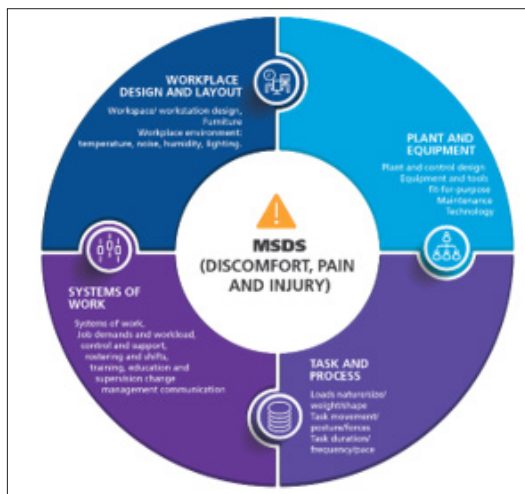 WORKPLACE
DESIGN AND LAYOUT
Workspace/ workstation design,
Furniture
Workplace environment:
temperature, noise, humidity, lighting.
PLANT AND
EQUIPMENT
Plant and control design
Equipment and tools
fit-for-purpose
Maintenance
Technology
MSDS
(DISCOMFORT, PAIN
AND INJURY)
SYSTEMS OF
WORK
Systems of work,
Job demands and workload,
control and support,
rostering and shifts,
training, education and
supervision change
management communication
TASK AND
PROCESS
Loads nature/size/
weight/shape
Task movement/
posture/forces
Task duration/
frequency/pace